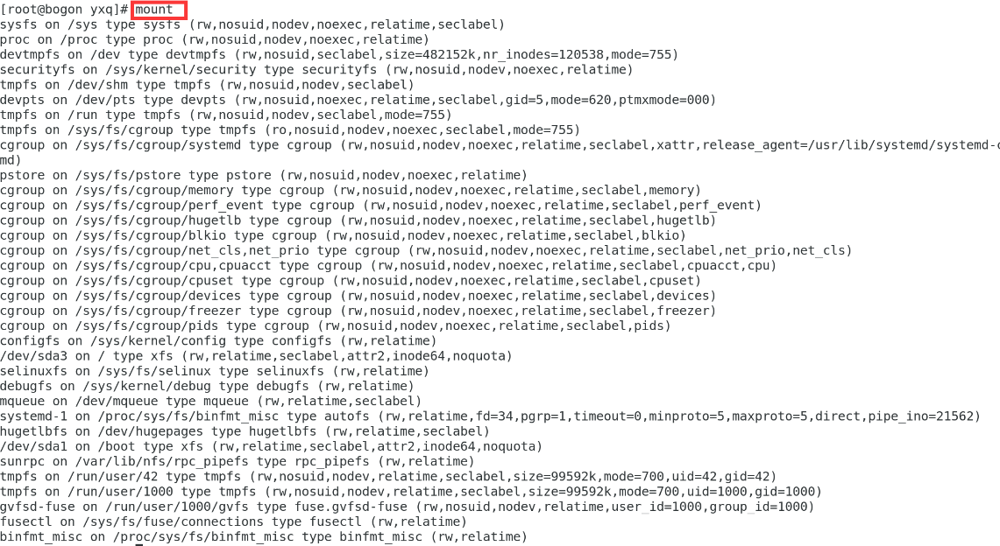 [root@bogon yxq]# mount
sysfs on /sys type sysfs (rw,nosuid,nodev,noexec,relatime,seclabel)
proc on /proc type proc (rw,nosuid,nodev,noexec,relatime)
devtmpfs on /dev type devtmpfs (rw,nosuid,seclabel,size=482152k,nr_inodes=120538,mode=755)
securityfs on /sys/kernel/security type securityfs (rw,nosuid,nodev,noexec,relatime)
tmpfs on /dev/shm type tmpfs (rw,nosuid,nodev,seclabel)
devpts on /dev/pts type devpts (rw,nosuid,noexec,relatime,seclabel,gid=5,mode=620,ptmxmode=000)
tmpfs on /run type tmpfs (rw,nosuid,nodev,seclabel,mode=755)
tmpfs on /sys/fs/cgroup type tmpfs (ro,nosuid,nodev,noexec,seclabel,mode=755)
cgroup on /sys/fs/cgroup/systemd type cgroup (rw,nosuid,nodev,noexec,relatime,seclabel,xattr,release_agent=/usr/lib/systemd/systemd-c
md)
pstore on /sys/fs/pstore type pstore (rw,nosuid,nodev,noexec,relatime)
cgroup on /sys/fs/cgroup/memory type cgroup (rw,nosuid,nodev,noexec,relatime,seclabel,memory)
cgroup on /sys/fs/cgroup/perf_event type cgroup (rw,nosuid,nodev,noexec,relatime,seclabel,perf_event)
cgroup on /sys/fs/cgroup/hugetlb type cgroup (rw,nosuid,nodev,noexec,relatime,seclabel,hugetlb)
cgroup on /sys/fs/cgroup/blkio type cgroup (rw,nosuid,nodev,noexec,relatime,seclabel,blkio)
cgroup on /sys/fs/cgroup/net_cls,net_prio type cgroup (rw,nosuid,nodev,noexec,relatime,seclabel,net_prio,net_cls)
cgroup on /sys/fs/cgroup/cpu,cpuacct type cgroup (rw,nosuid,nodev,noexec,relatime,seclabel,cpuacct,cpu)
cgroup on /sys/fs/cgroup/cpuset type cgroup (rw,nosuid,nodev,noexec,relatime,seclabel,cpuset)
cgroup on /sys/fs/cgroup/devices type cgroup (rw,nosuid,nodev,noexec,relatime,seclabel,devices)
cgroup on /sys/fs/cgroup/freezer type cgroup (rw,nosuid,nodev,noexec,relatime,seclabel,freezer)
cgroup on /sys/fs/cgroup/pids type cgroup (rw,nosuid,nodev,noexec,relatime,seclabel,pids)
configfs on /sys/kernel/config type configfs (rw,relatime)
/dev/sda3 on / type xfs (rw,relatime,seclabel,attr2,inode64,noquota)
selinuxfs on /sys/fs/selinux type selinuxfs (rw,relatime)
debugfs on /sys/kernel/debug type debugfs (rw,relatime)
mqueue on /dev/mqueue type mqueue (rw,relatime,seclabel)
systemd-1 on /proc/sys/fs/binfmt_misc type autofs (rw,relatime,fd=34,pgrp=1,timeout=0,minproto=5,maxproto=5,direct,pipe_ino=21562)
hugetlbfs on /dev/hugepages type hugetlbfs (rw,relatime,seclabel)
/dev/sda1 on /boot type xfs (rw,relatime,seclabel,attr2,inode64,noquota)
sunrpc on /var/lib/nfs/rpc_pipefs type rpc_pipefs (rw,relatime)
tmpfs on /run/user/42 type tmpfs (rw,nosuid,nodev,relatime,seclabel,size=99592k,mode=700,uid=42,gid=42)
tmpfs on /run/user/1000 type tmpfs (rw,nosuid,nodev,relatime,seclabel,size=99592k,mode=700,uid=1000,gid=1000)
gvfsd-fuse on /run/user/1000/gvfs type fuse.gvfsd-fuse (rw,nosuid,nodev,relatime,user_id=1000,group_id=1000)
fusectl on /sys/fs/fuse/connections type fusectl (rw,relatime)
binfmt_misc on /proc/sys/fs/binfmt_misc type binfmt_misc (rw,relatime)